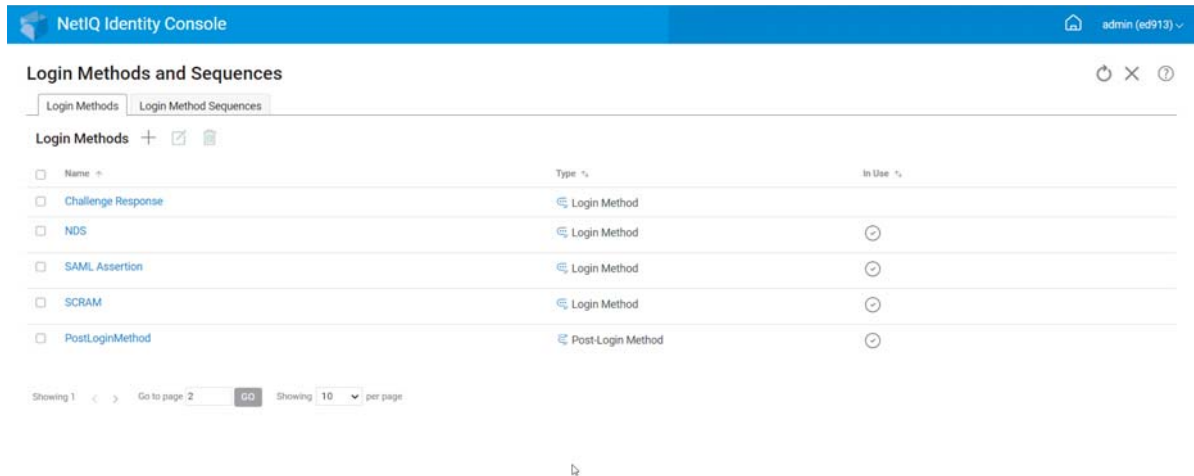 NetIQ Identity Console
admin (ed913)
Login Methods and Sequences
Login Methods Login Method Sequences
Login Methods
Name Type In Use
Challenge Response Login Method
NDS Login Method
SAML Assertion Login Method
SCRAM Login Method
PostLoginMethod Post-Login Method
Showing 1 Go to page 2 GO Showing 10 per page